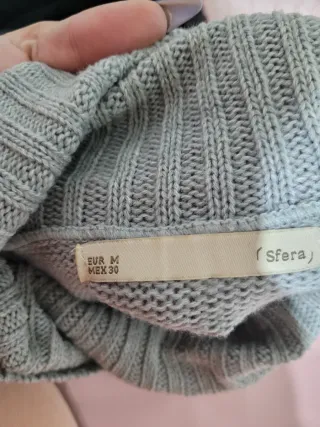 EUR M
MEX 30
( Sfera )